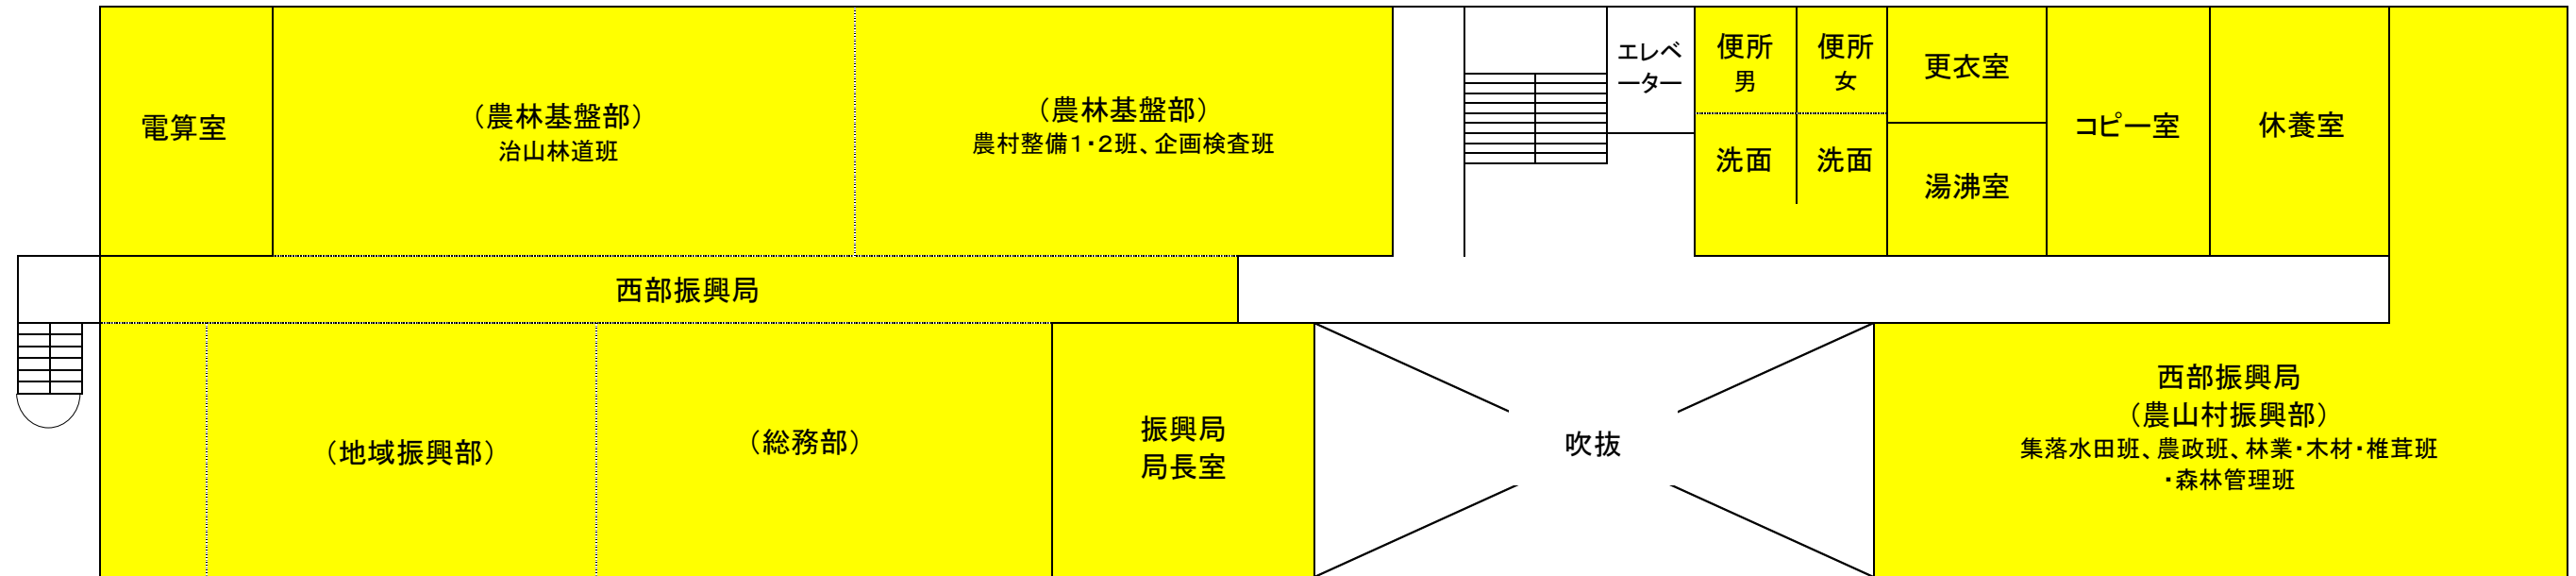 電算室
(農林基盤部)
治山林道班
(農林基盤部)
農村整備1・2班、企画検査班
エレベ
ーター
便所
男
便所
女
洗面
洗面
更衣室
湯沸室
コピー室
休養室
西部振興局
(地域振興部)
(総務部)
振興局
局長室
吹抜
西部振興局
(農山村振興部)
集落水田班、農政班、林業・木材・椎茸班
・森林管理班